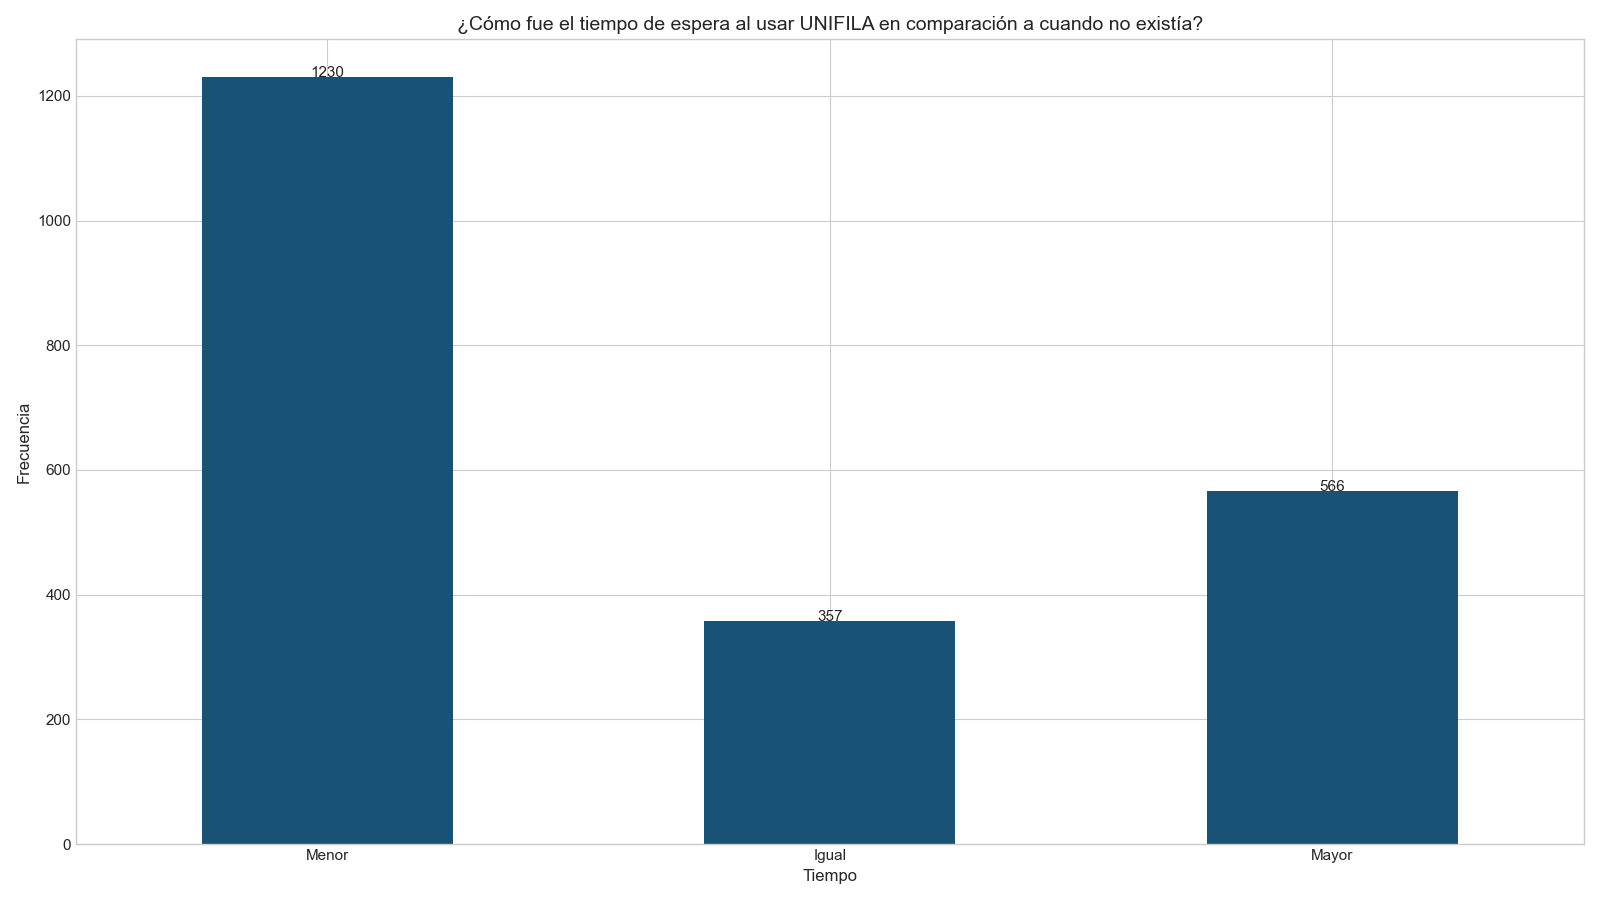 ¿Cómo fue el tiempo de espera al usar UNIFILA en comparación a cuando no existía?
1230
357
566
1200
1000
800
600
400
200
0
Frecuencia
Menor Igual Mayor
Tiempo